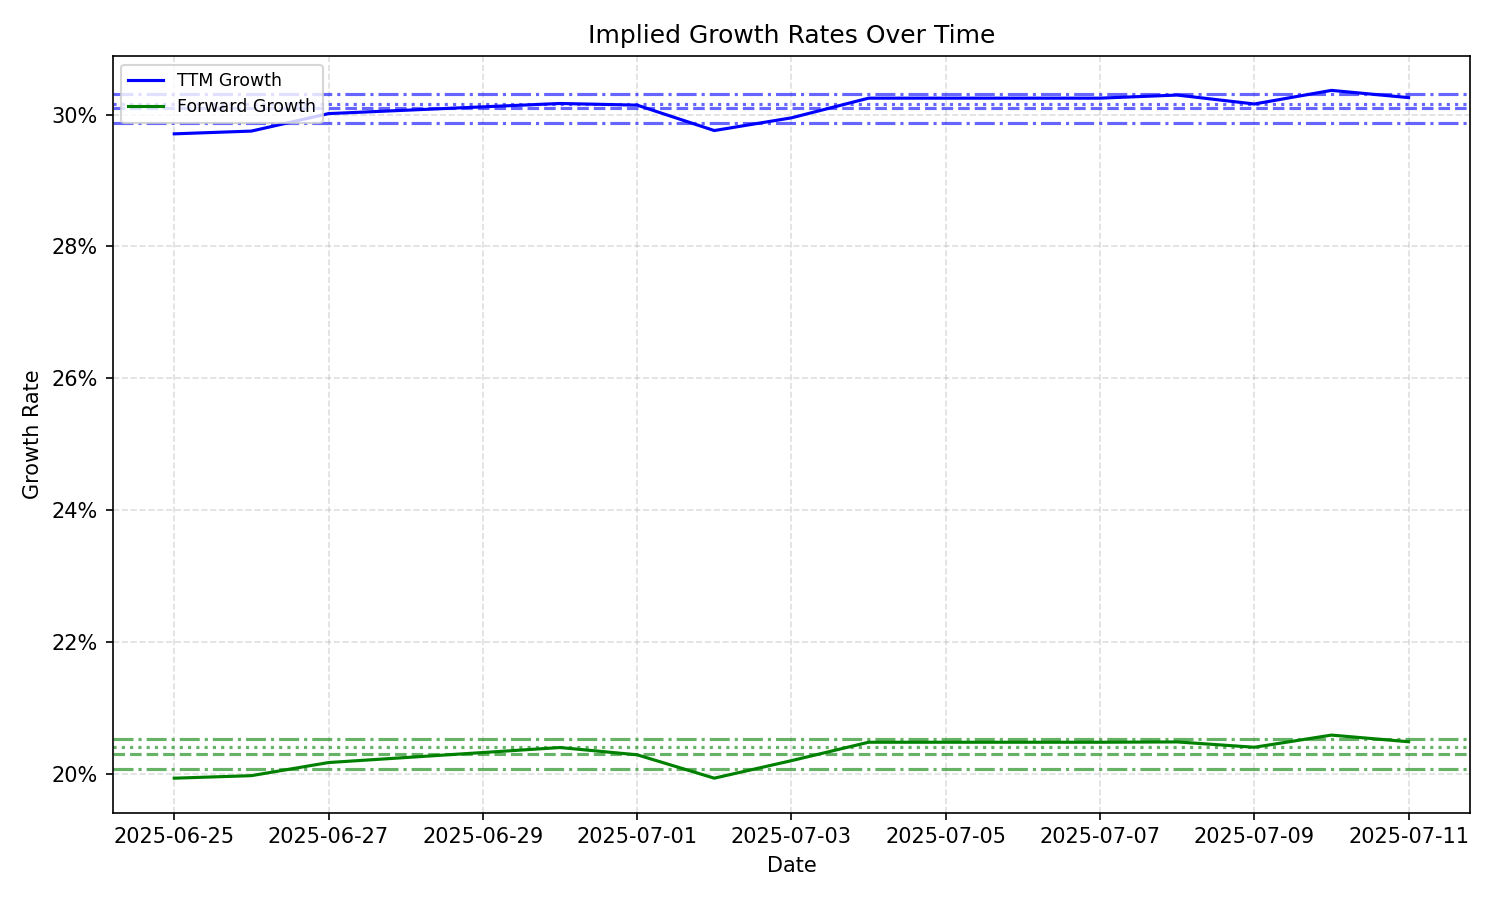 Implied Growth Rates Over Time
TTM Growth
Forward Growth
30%
28%
26%
24%
22%
20%
Growth Rate
2025-06-25 2025-06-27 2025-06-29 2025-07-01 2025-07-03 2025-07-05 2025-07-07 2025-07-09 2025-07-11
Date